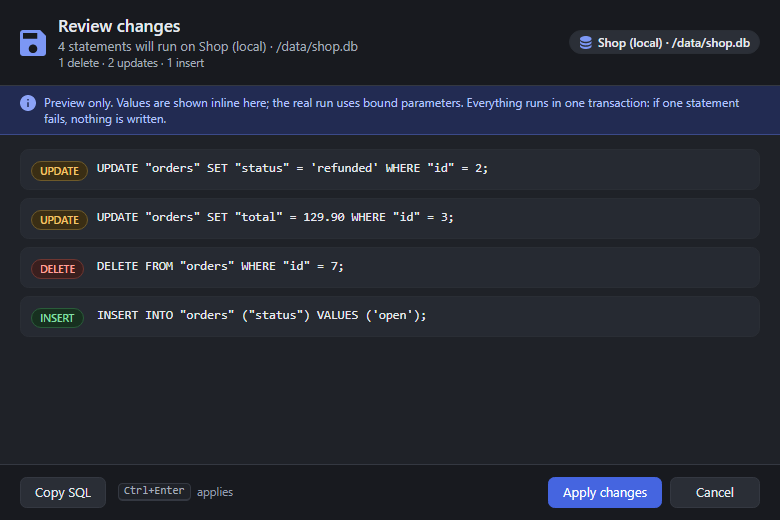 Review changes
4 statements will run on Shop (local) · /data/shop.db
1 delete · 2 updates · 1 insert
Shop (local) · /data/shop.db
Preview only. Values are shown inline here; the real run uses bound parameters. Everything runs in one transaction: if one statement
fails, nothing is written.
UPDATE UPDATE "orders" SET "status" = 'refunded' WHERE "id" = 2;
UPDATE UPDATE "orders" SET "total" = 129.90 WHERE "id" = 3;
DELETE DELETE FROM "orders" WHERE "id" = 7;
INSERT INSERT INTO "orders" ("status") VALUES ('open');
Copy SQL Ctrl+Enter applies Apply changes Cancel